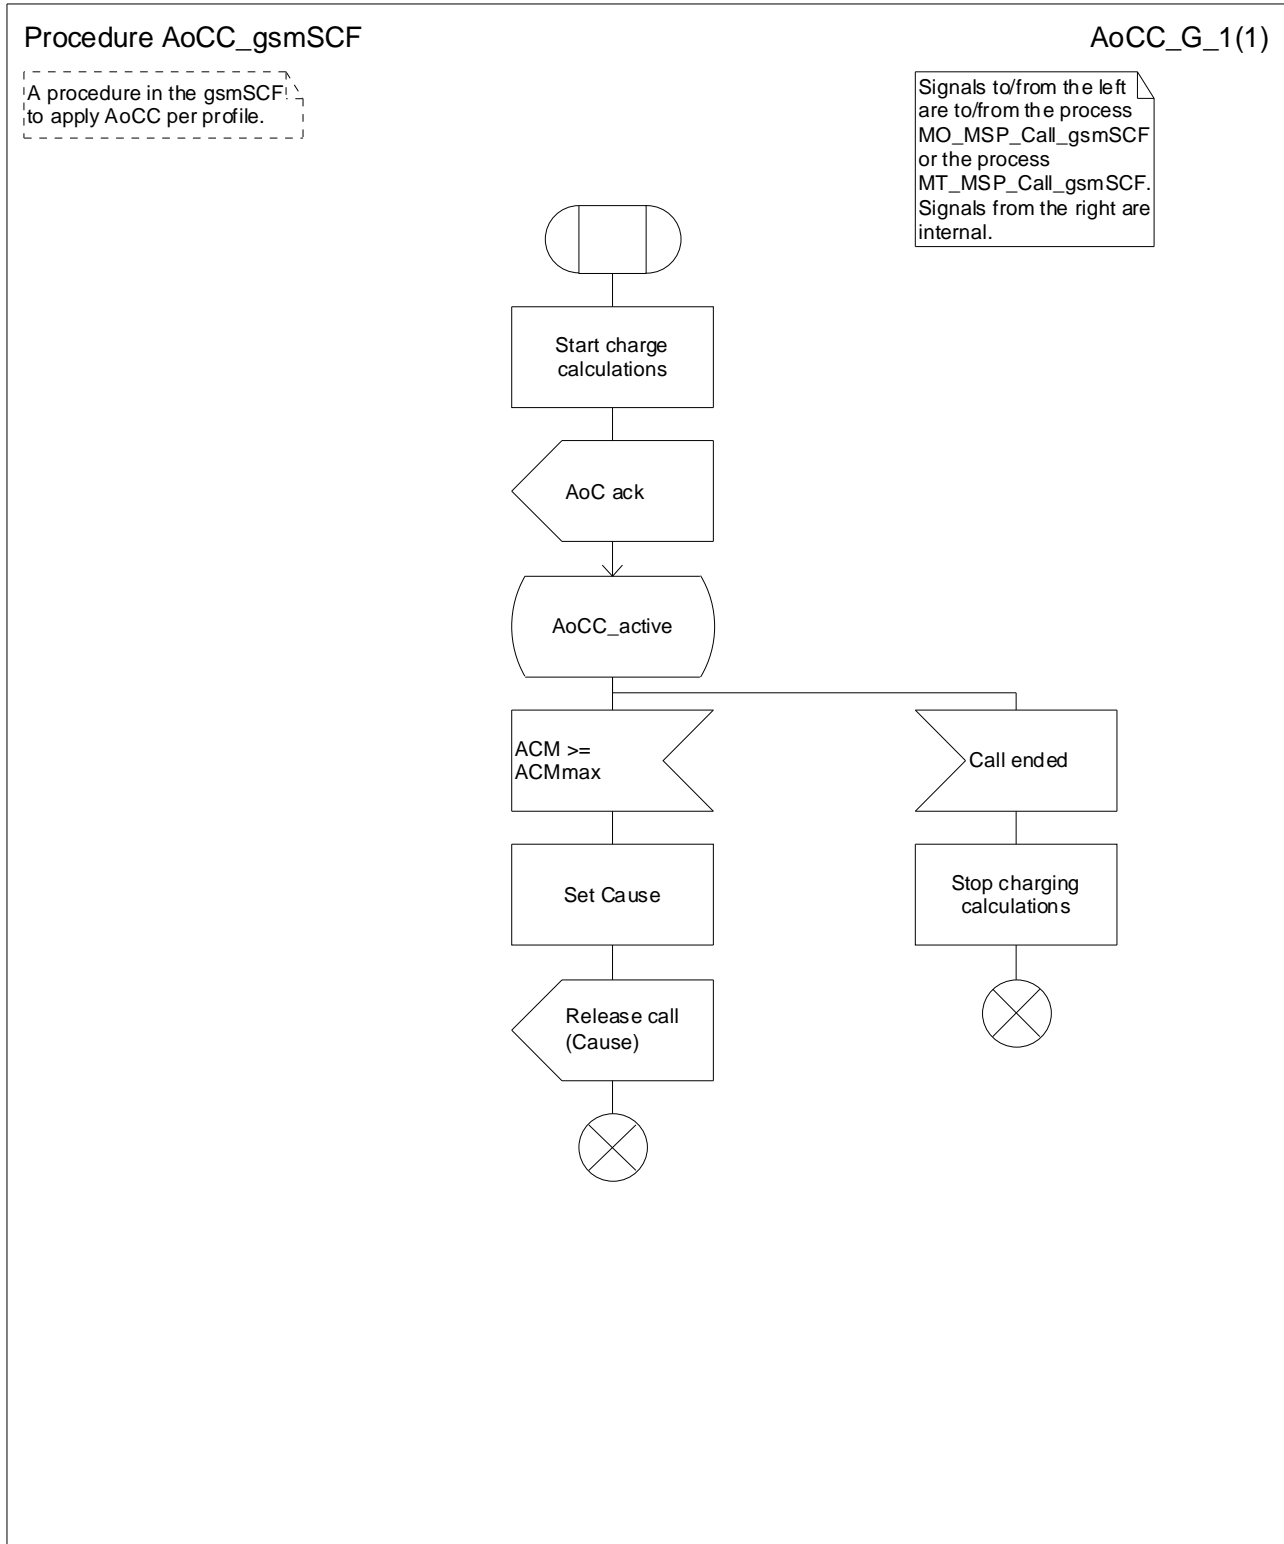 Procedure AoCC_gsmSCF
AoCC_G_1(1)
A procedure in the gsmSCF
to apply AoCC per profile.
Signals to/from the left
are to/from the process
MO_MSP_Call_gsmSCF
or the process
MT_MSP_Call_gsmSCF.
Signals from the right are
internal.
Start charge
calculations
AoC ack
AoCC_active
ACM >=
ACMmax
Call ended
Set Cause
Stop charging
calculations
Release call
(Cause)